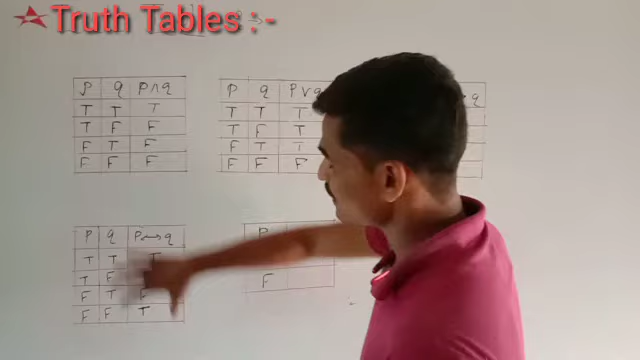 Truth Tables :-
P q P∧q
T T T
T F F
F T F
F F F
P q P∨q
T T T
T F T
F T T
F F F
q
P q P↔q
T T T
T F
F T F
F F T
P
F